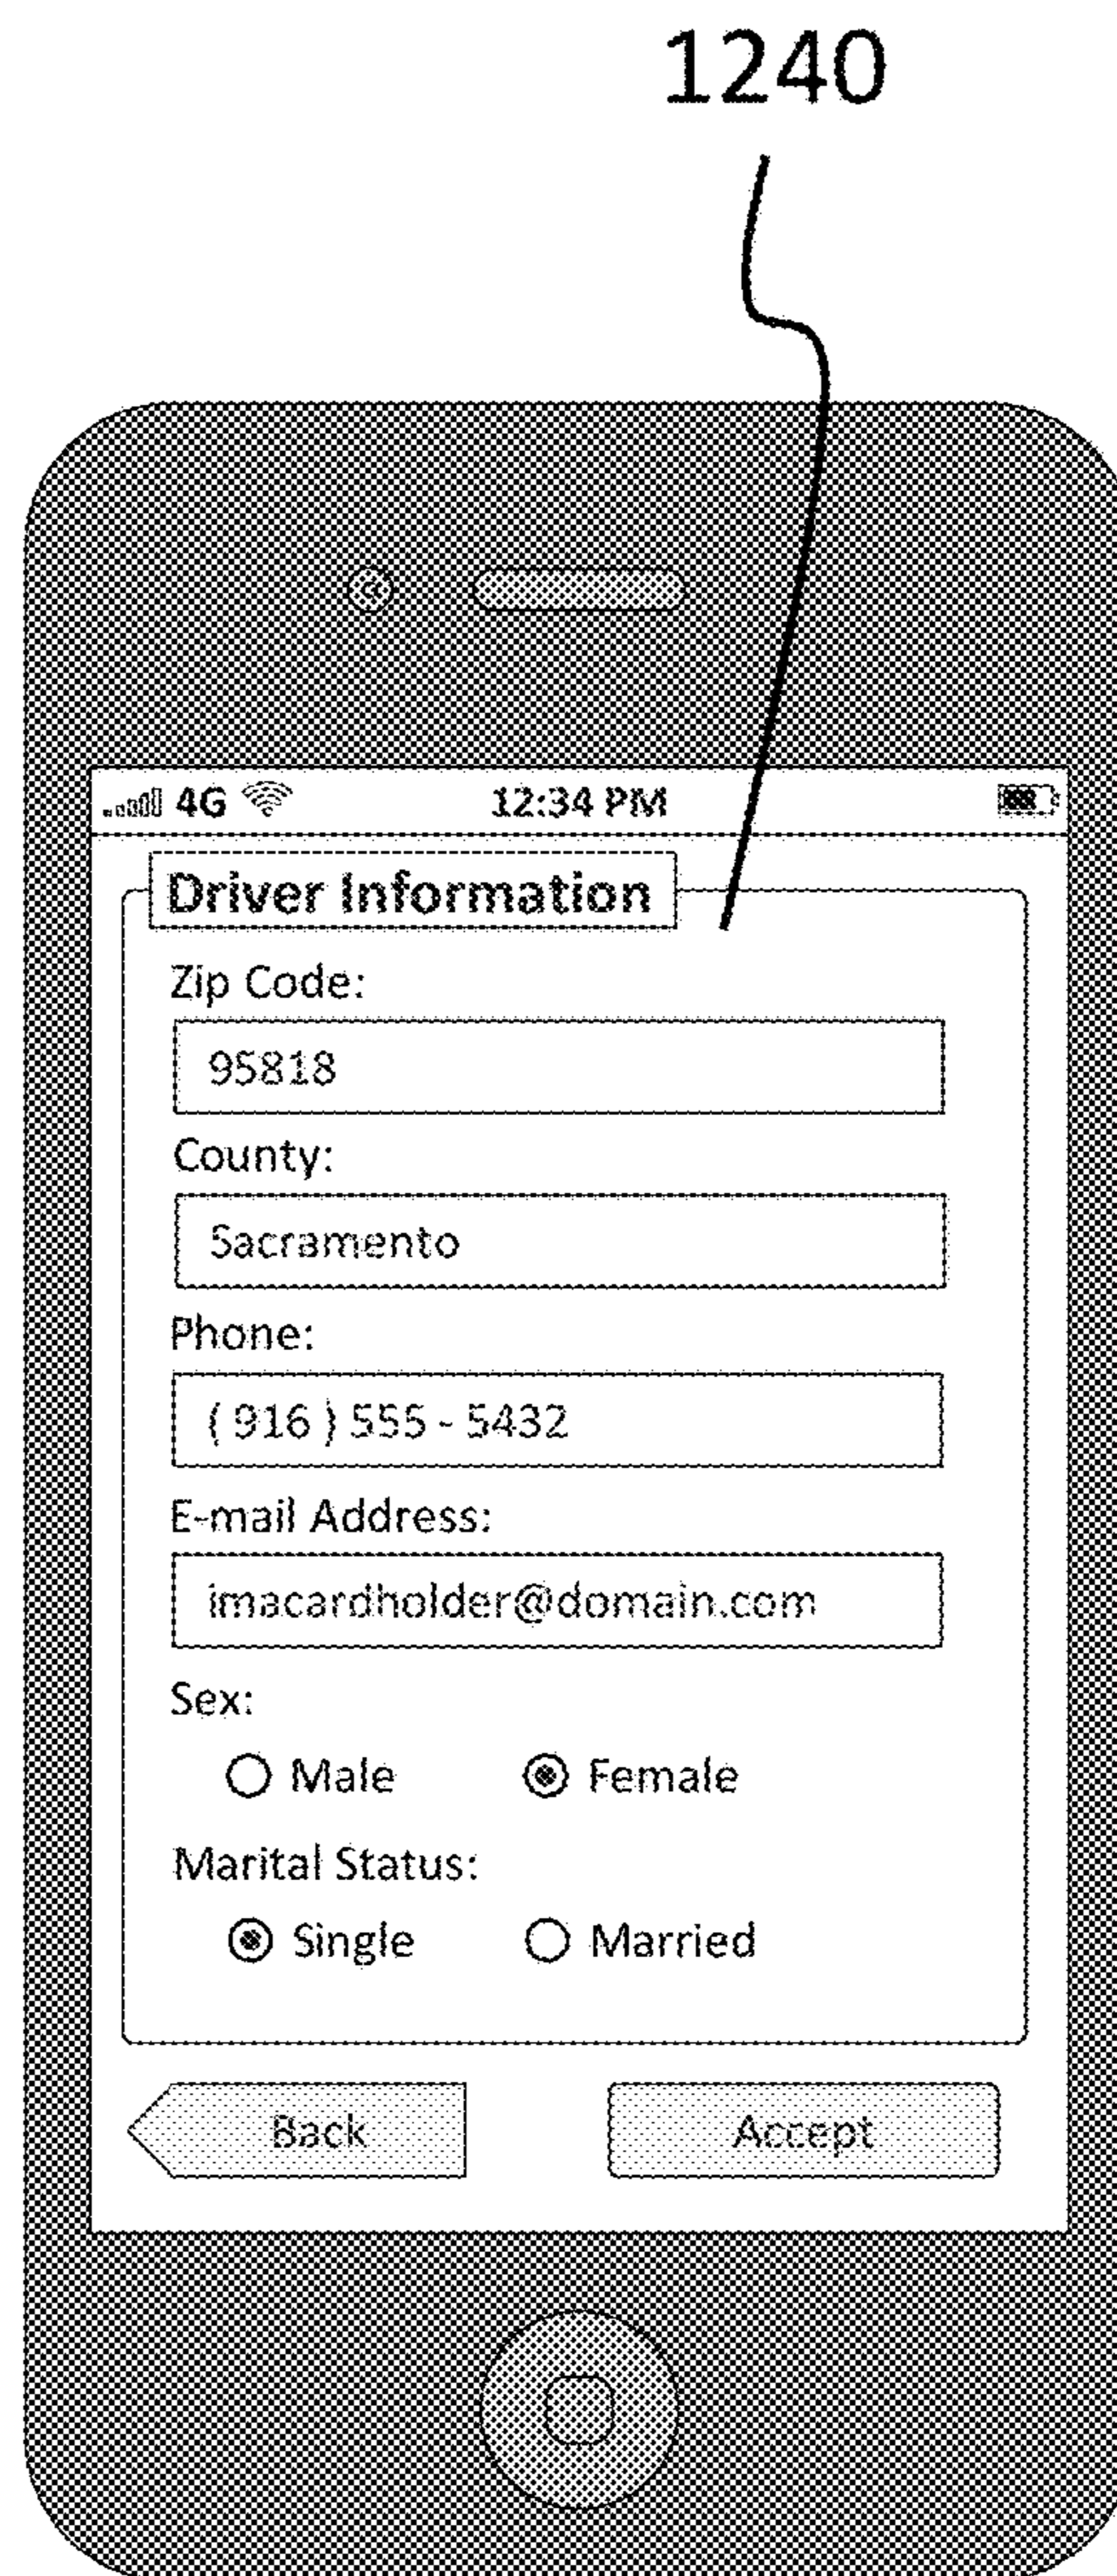 1240
4G 12:34 PM
Driver Information
Zip Code:
95818
County:
Sacramento
Phone:
( 916 ) 555 - 5432
E-mail Address:
imacardholder@domain.com
Sex:
Male Female
Marital Status:
Single Married
Back Accept